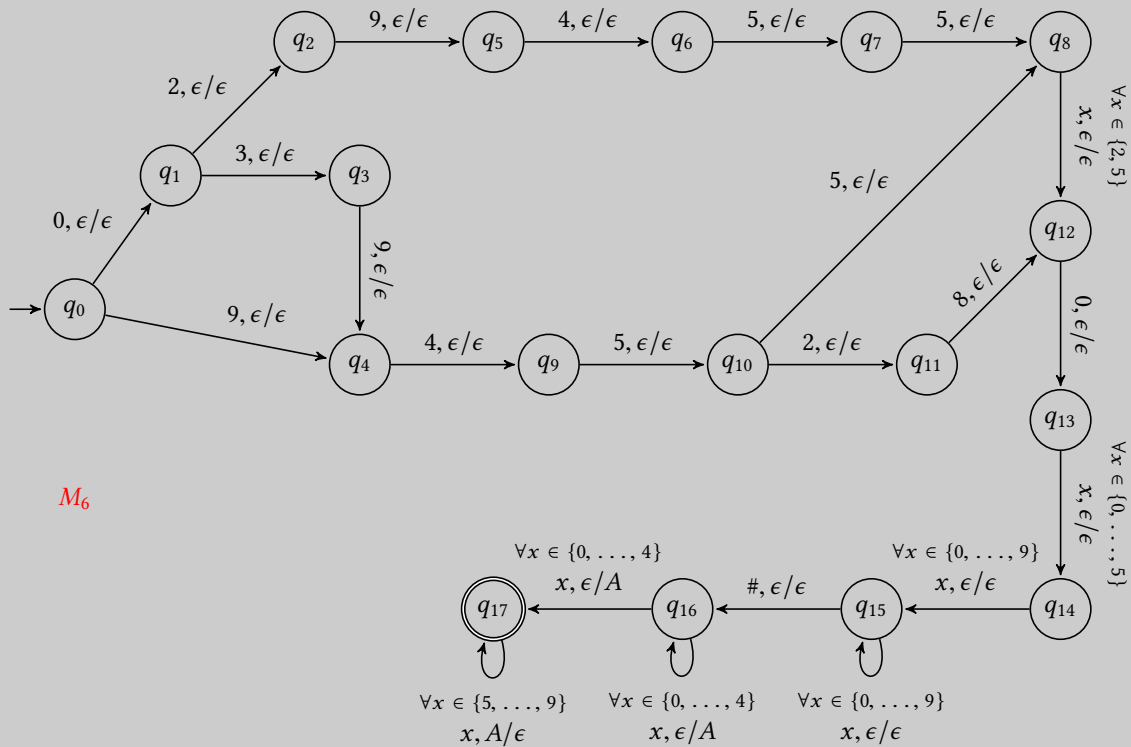 q2
9, ϵ/ϵ
q5
4, ϵ/ϵ
q6
5, ϵ/ϵ
q7
5, ϵ/ϵ
q8
2, ϵ/ϵ
∀x ∈ {2, 5}
x, ϵ/ϵ
q1
3, ϵ/ϵ
q3
5, ϵ/ϵ
0, ϵ/ϵ
9, ϵ/ϵ
q12
q0
9, ϵ/ϵ
8, ϵ/ϵ
0, ϵ/ϵ
q4
4, ϵ/ϵ
q9
5, ϵ/ϵ
q10
2, ϵ/ϵ
q11
q13
M6
∀x ∈ {0, . . . , 5}
x, ϵ/ϵ
∀x ∈ {0, . . . , 4}
x, ϵ/A
∀x ∈ {0, . . . , 9}
x, ϵ/ϵ
#, ϵ/ϵ
q17
q16
q15
q14
∀x ∈ {5, . . . , 9}
x, A/ϵ
∀x ∈ {0, . . . , 4}
x, ϵ/A
∀x ∈ {0, . . . , 9}
x, ϵ/ϵ